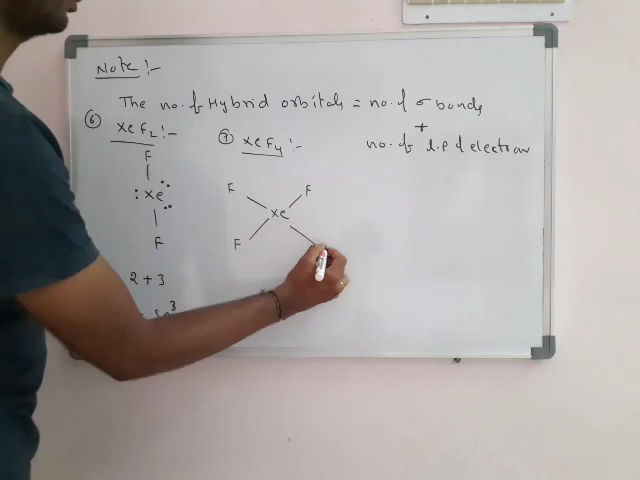 Note :-
The no. of Hybrid orbitals = no. of σ bonds
+
no. of l.p of electrons
⑥ XeF2 :-
F
Xe
F
2 + 3
⑦ XeF4 :-
F F
Xe
F